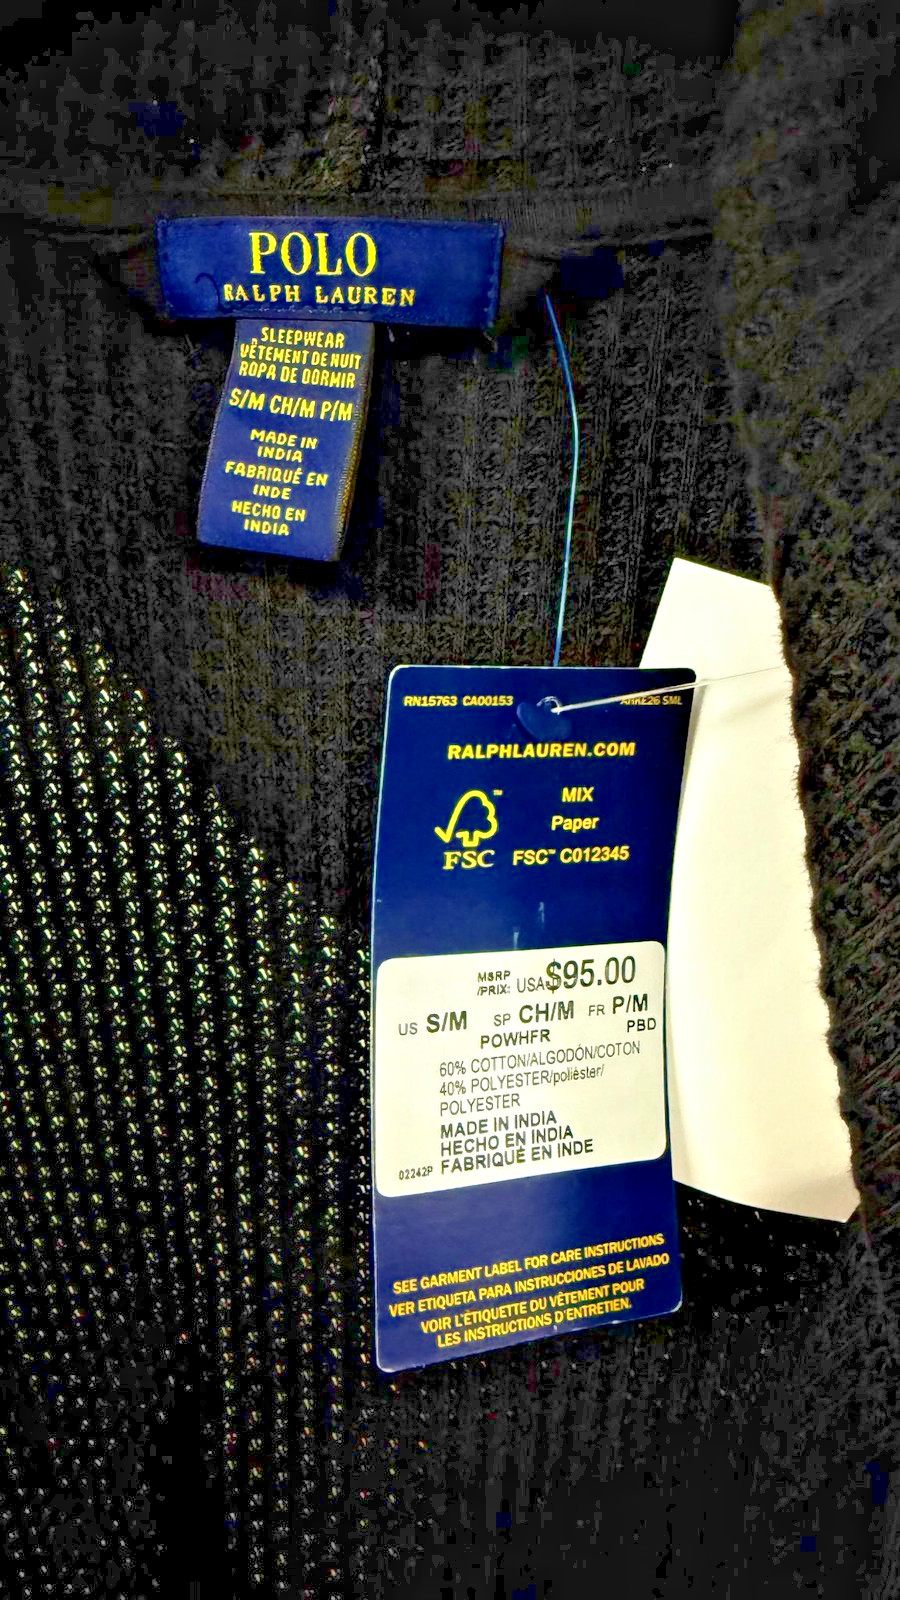 POLO
RALPH LAUREN
SLEEPWEAR
VÊTEMENT DE NUIT
ROPA DE DORMIR
S/M CH/M P/M
MADE IN
INDIA
FABRIQUÉ EN
INDE
HECHO EN
INDIA
RN15763 CA00153 SML
RALPHLAUREN.COM
MIX
Paper
FSC FSC™ C012345
MSRP
/PRIX: USA $95.00
US S/M SP CH/M FR P/M
POWHFR PBD
60% COTTON/ALGODÓN/COTON
40% POLYESTER/poliéster/
POLYESTER
MADE IN INDIA
HECHO EN INDIA
02242P FABRIQUÉ EN INDE
SEE GARMENT LABEL FOR CARE INSTRUCTIONS
VER ETIQUETA PARA INSTRUCCIONES DE LAVADO
VOIR L'ÉTIQUETTE DU VÊTEMENT POUR
LES INSTRUCTIONS D'ENTRETIEN.